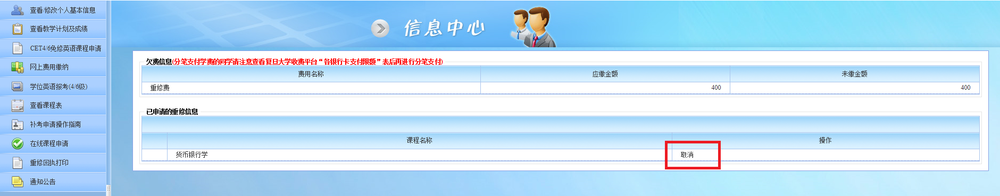 查看/修改个人基本信息
查看教学计划及成绩
CET4/6免修英语课程申请
网上费用缴纳
学位英语报考(4/6级)
查看课程表
补考申请操作指南
在线课程申请
重修回执打印
通知公告
信息中心
欠费信息(分笔支付学费的同学请注意查看复旦大学收费平台“各银行卡支付限额”表后再进行分笔支付)
费用名称 应缴金额 未缴金额
重修费 400 400
已申请的重修信息
课程名称 操作
货币银行学 取消